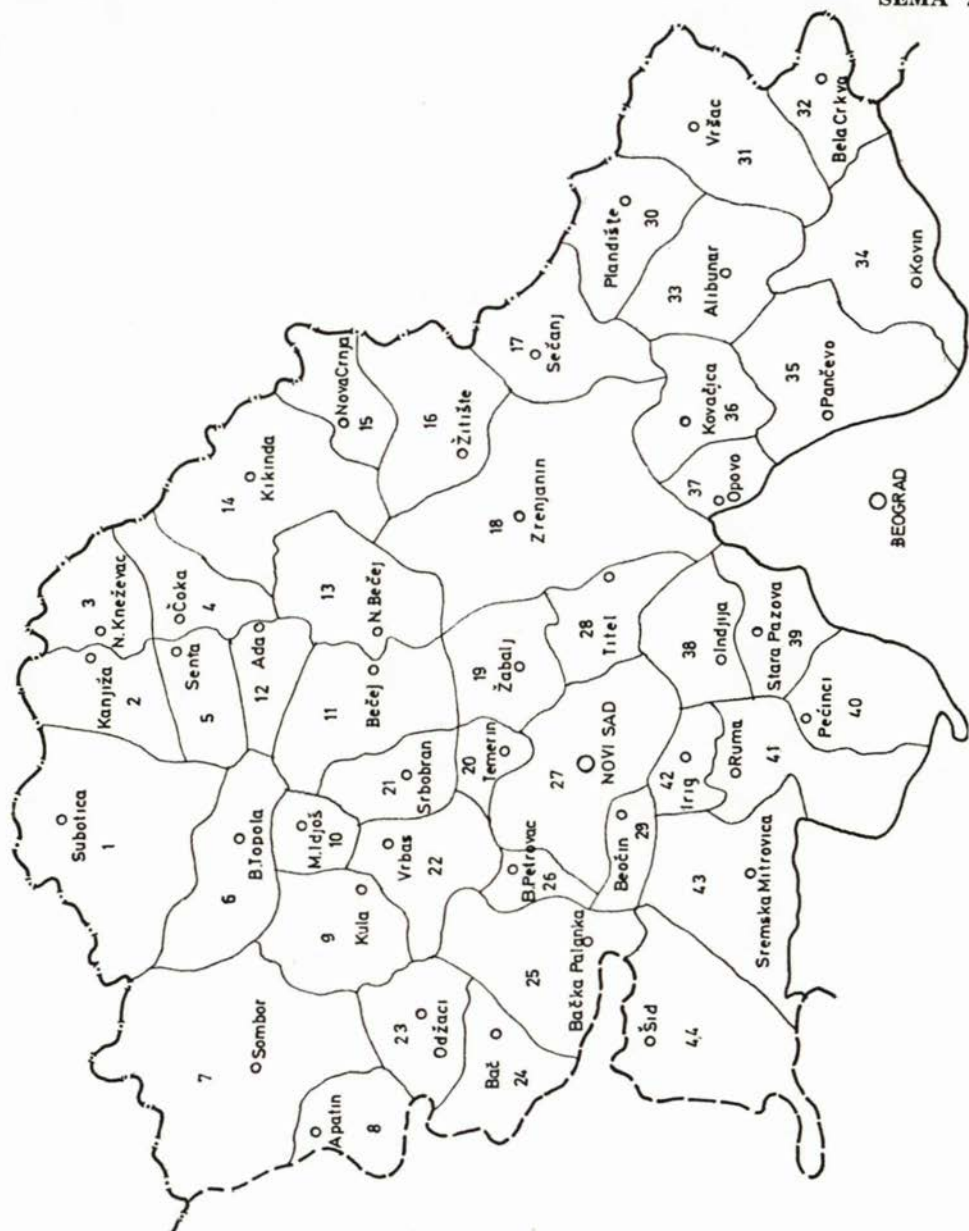 SEMA
Subotica
1
Kanjiža
2
3
N. Kneževac
Čoka
4
Senta
5
6
B.Topola
7
Sombor
Apatin
8
9
Kula
M.Idjoš
10
11
Bečej
Ada
12
13
N. Bečej
14
Kikinda
Nova Crnja
15
16
Žitište
17
Sečanj
18
Zrenjanin
19
Žabalj
20
Temerin
21
Srbobran
Vrbas
22
23
Odžaci
Bač
24
25
Bačka Palanka
B.Petrovac
26
27
NOVI SAD
28
Titel
Beočin
29
Plandište
30
Vršac
31
32
Bela Crkva
33
Alibunar
34
Kovin
35
Pančevo
Kovačica
36
37
Opovo
BEOGRAD
38
Indjija
Stara Pazova
39
Pećinci
40
Ruma
41
42
Irig
43
Sremska Mitrovica
Šid
44